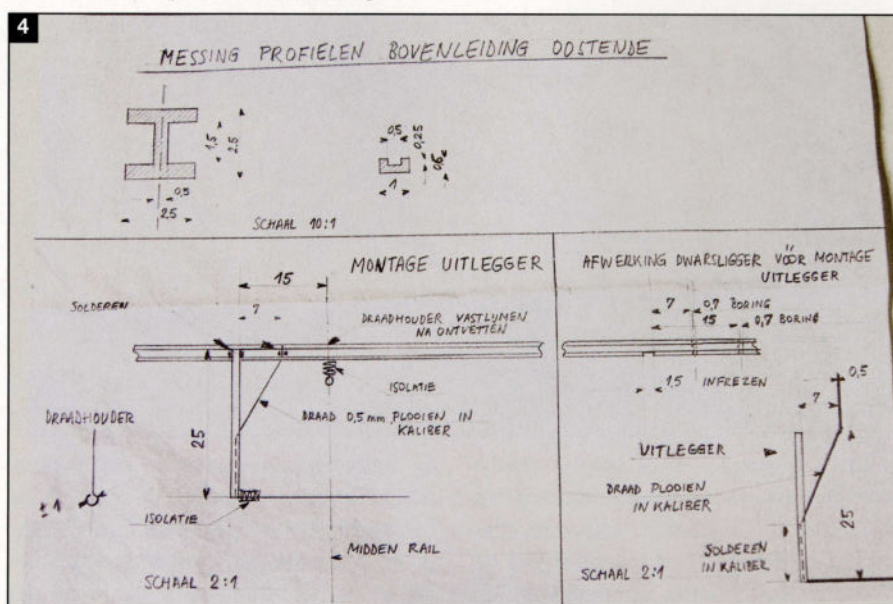 4
MESSING PROFIELEN BOVENLEIDING OOSTENDE
1,5
2.5
0,5
25
0,5
0,25
0,6
1
SCHAAL 10:1
MONTAGE UITLEGGER
15
7
SOLDEREN
DRAADHOUDER VASTLIJMEN
NA ONTVETTEN
ISOLATIE
DRAAD 0,5 mm PLOOIEN IN
KALIBER
25
DRAADHOUDER
± 1
ISOLATIE
MIDDEN RAIL
SCHAAL 2:1
AFWERKING DWARSLIGGER VÓÓR MONTAGE
UITLEGGER
7
0,7 BORING
15
0,7 BORING
1,5 INFREZEN
0,5
7
UITLEGGER
DRAAD PLOOIEN
IN KALIBER
25
SOLDEREN
IN KALIBER
SCHAAL 2:1